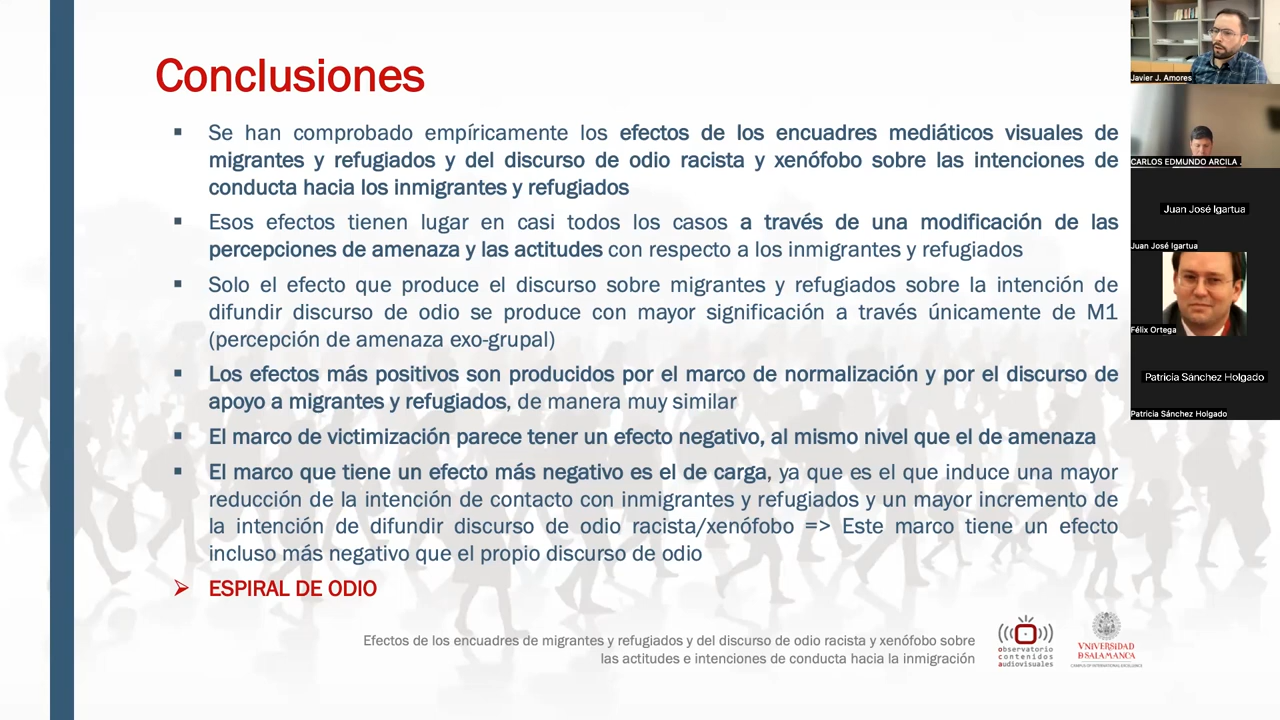 Conclusiones
Se han comprobado empíricamente los efectos de los encuadres mediáticos visuales de
migrantes y refugiados y del discurso de odio racista y xenófobo sobre las intenciones de
conducta hacia los inmigrantes y refugiados
Esos efectos tienen lugar en casi todos los casos a través de una modificación de las
percepciones de amenaza y las actitudes con respecto a los inmigrantes y refugiados
Solo el efecto que produce el discurso sobre migrantes y refugiados sobre la intención de
difundir discurso de odio se produce con mayor significación a través únicamente de M1
(percepción de amenaza exo-grupal)
Los efectos más positivos son producidos por el marco de normalización y por el discurso de
apoyo a migrantes y refugiados, de manera muy similar
El marco de victimización parece tener un efecto negativo, al mismo nivel que el de amenaza
El marco que tiene un efecto más negativo es el de carga, ya que es el que induce una mayor
reducción de la intención de contacto con inmigrantes y refugiados y un mayor incremento de
la intención de difundir discurso de odio racista/xenófobo => Este marco tiene un efecto
incluso más negativo que el propio discurso de odio
ESPIRAL DE ODIO
Efectos de los encuadres de migrantes y refugiados y del discurso de odio racista y xenófobo sobre
las actitudes e intenciones de conducta hacia la inmigración
observatorio
contenidos
audiovisuales
VNiVERSiDAD
D SALAMANCA
CAMPUS OF INTERNATIONAL EXCELLENCE
Javier J. Amores
CARLOS EDMUNDO ARCILA .
Juan José Igartua
Juan José Igartua
Félix Ortega
Patricia Sánchez Holgado
Patricia Sánchez Holgado